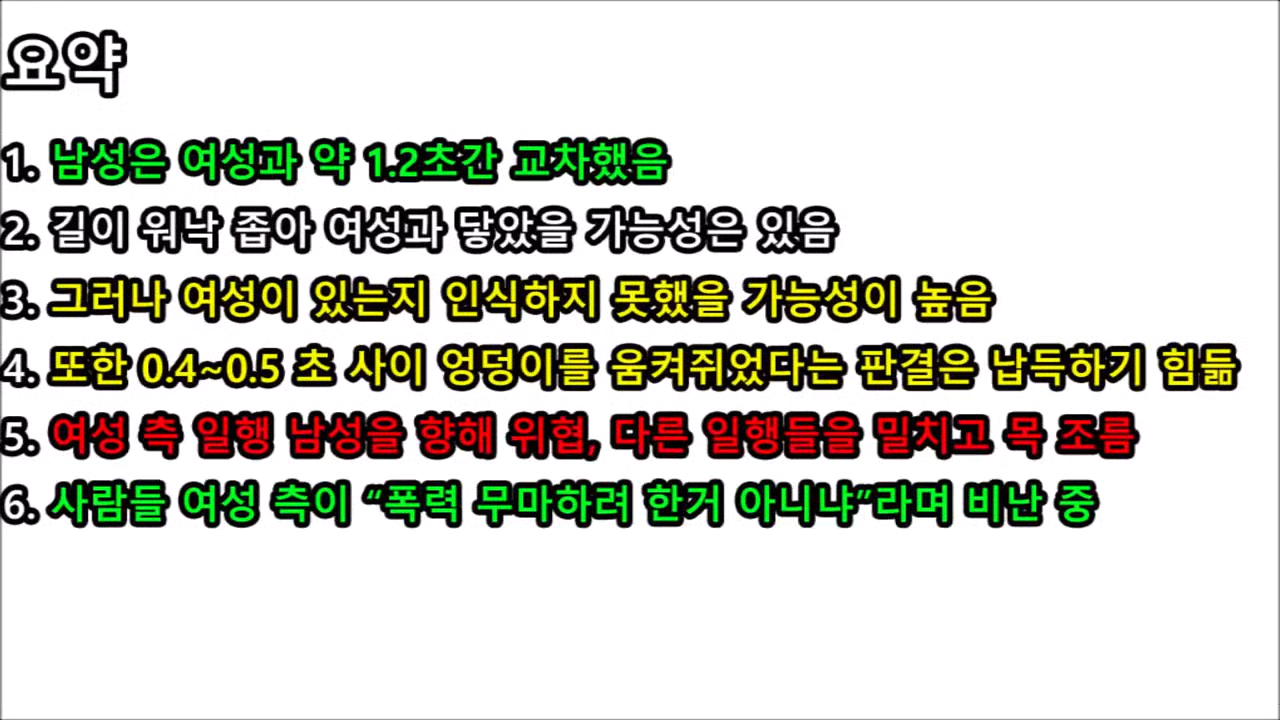 요약
1. 남성은 여성과 약 1.2초간 교차했음
2. 길이 워낙 좁아 여성과 닿았을 가능성은 있음
3. 그러나 여성이 있는지 인식하지 못했을 가능성이 높음
4. 또한 0.4~0.5 초 사이 엉덩이를 움켜쥐었다는 판결은 납득하기 힘듦
5. 여성 측 일행 남성을 향해 위협, 다른 일행들을 밀치고 목 조름
6. 사람들 여성 측이 “폭력 무마하려 한거 아니냐”라며 비난 중